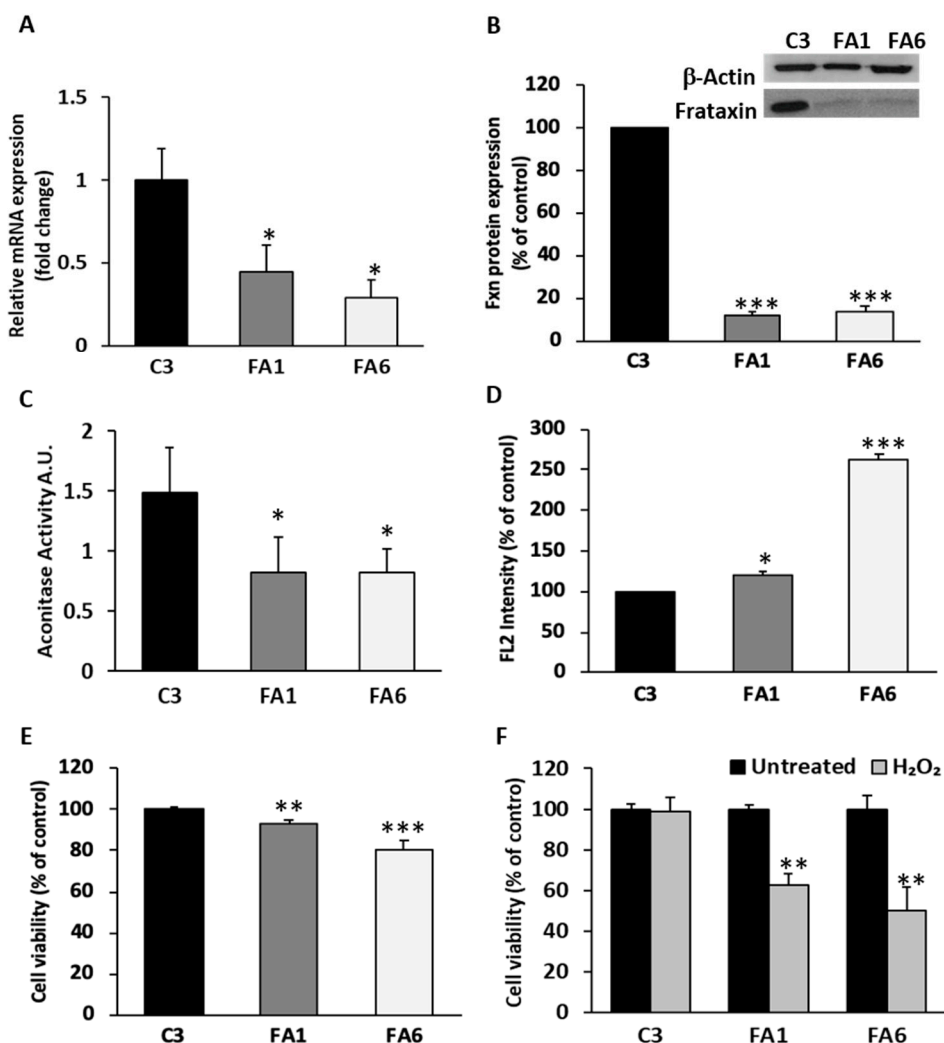 A
Relative mRNA expression
(fold change)
1.5
1
0.5
0
*
*
C3 FA1 FA6
B
C3 FA1 FA6
β-Actin
Frataxin
Fxn protein expression
(% of control)
120
100
80
60
40
20
0
***
***
C3 FA1 FA6
C
Aconitase Activity A.U.
2
1.5
1
0.5
0
*
*
C3 FA1 FA6
D
FL2 Intensity (% of control)
300
250
200
150
100
50
0
*
***
C3 FA1 FA6
E
Cell viability (% of control)
120
100
80
60
40
20
0
**
***
C3 FA1 FA6
F
Cell viability (% of contro)
Untreated H₂O₂
120
100
80
60
40
20
0
**
**
C3 FA1 FA6